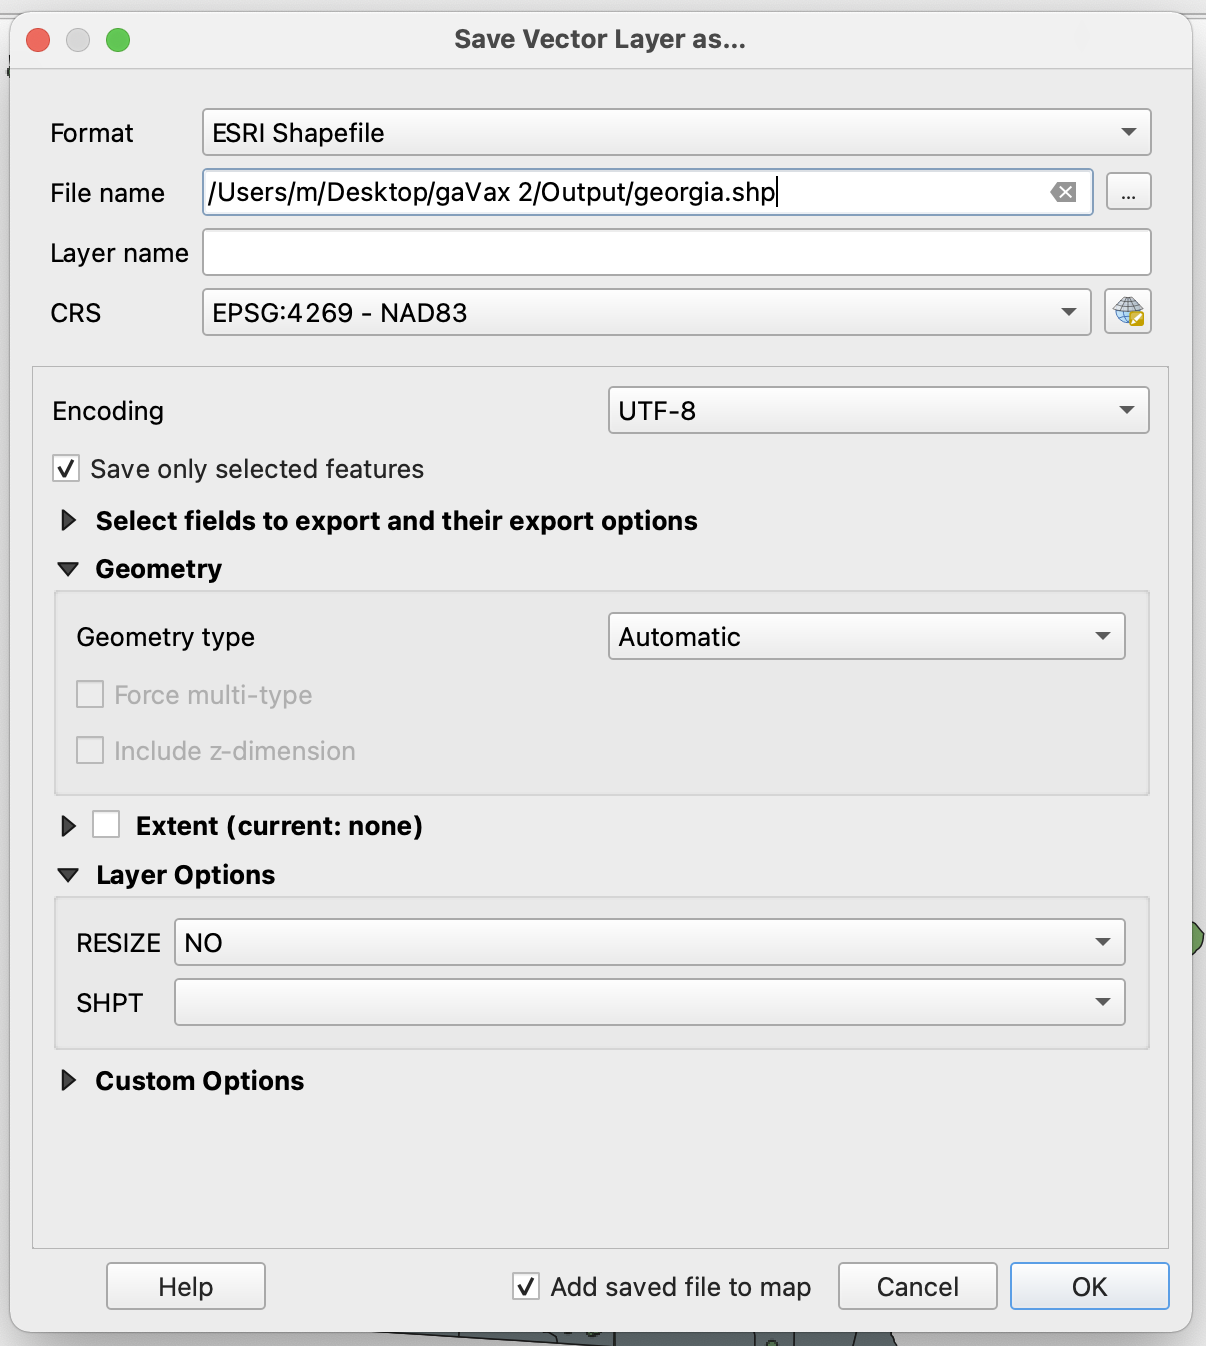 Save Vector Layer as...
Format ESRI Shapefile
File name /Users/m/Desktop/gaVax 2/Output/georgia.shp ...
Layer name
CRS EPSG:4269 - NAD83
Encoding UTF-8
Save only selected features
Select fields to export and their export options
Geometry
Geometry type Automatic
Force multi-type
Include z-dimension
Extent (current: none)
Layer Options
RESIZE NO
SHPT
Custom Options
Help Add saved file to map Cancel OK